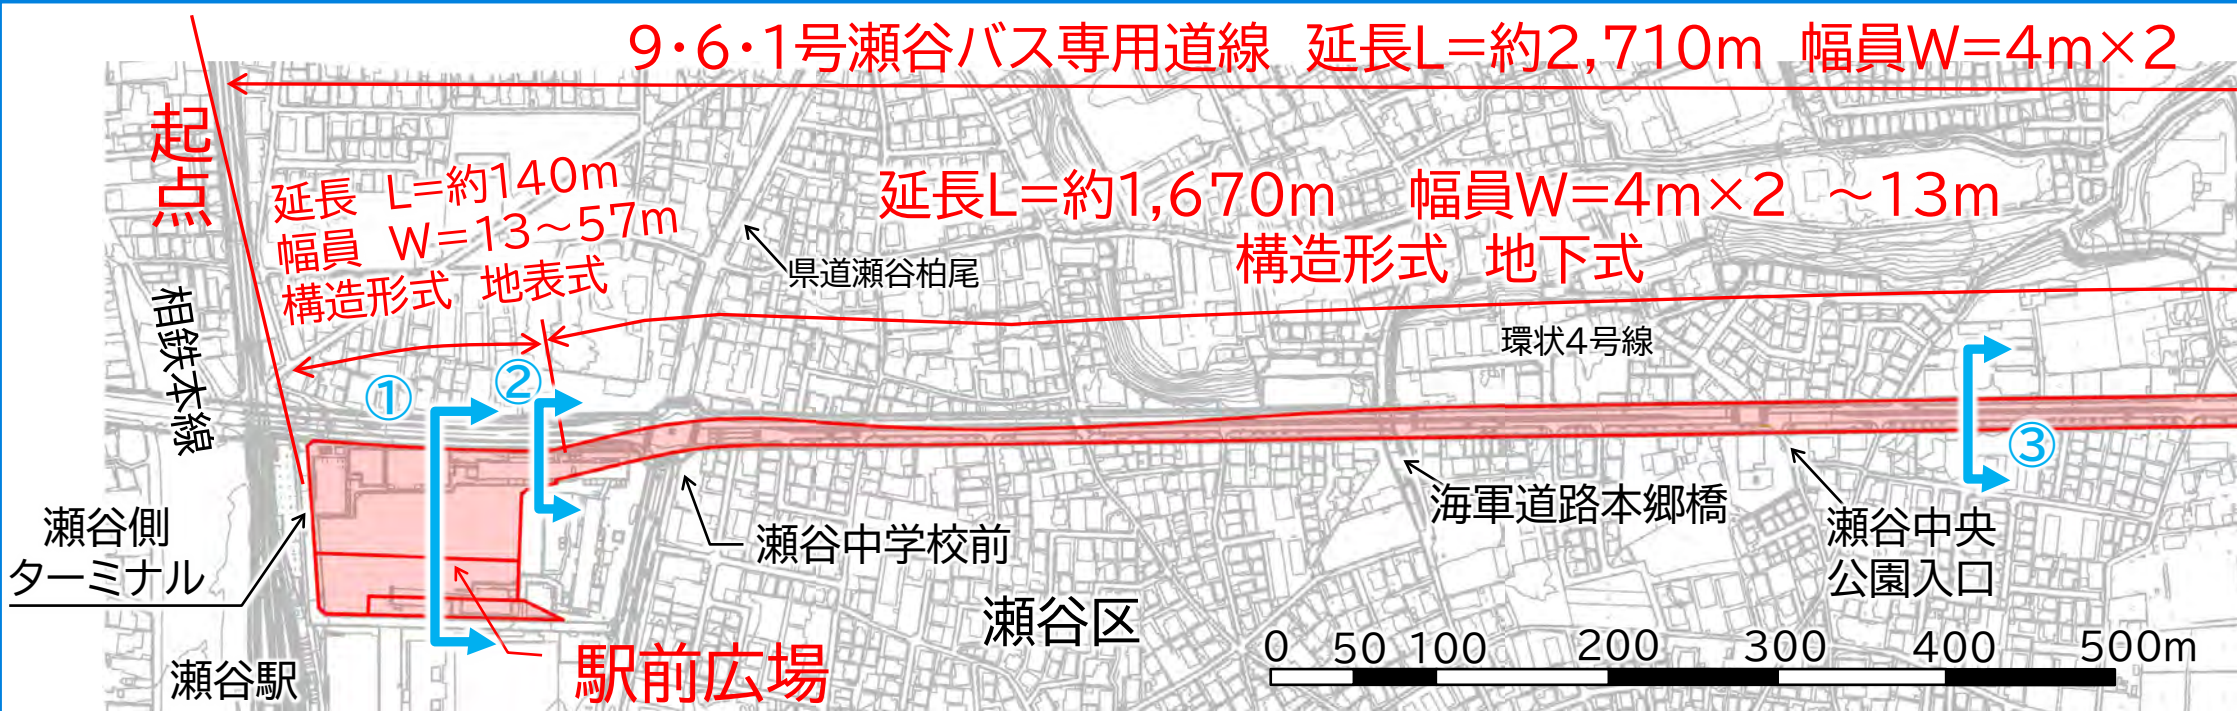 9・6・1号瀬谷バス専用道線 延長L=約2,710m 幅員W=4m×2
起点
延長 L=約140m
幅員 W=13~57m
構造形式 地表式
延長L=約1,670m 幅員W=4m×2 ~13m
構造形式 地下式
県道瀬谷柏尾
相鉄本線
環状4号線
①
②
③
瀬谷側
ターミナル
瀬谷中学校前
海軍道路本郷橋
瀬谷中央
公園入口
瀬谷区
駅前広場
瀬谷駅
0 50 100 200 300 400 500m